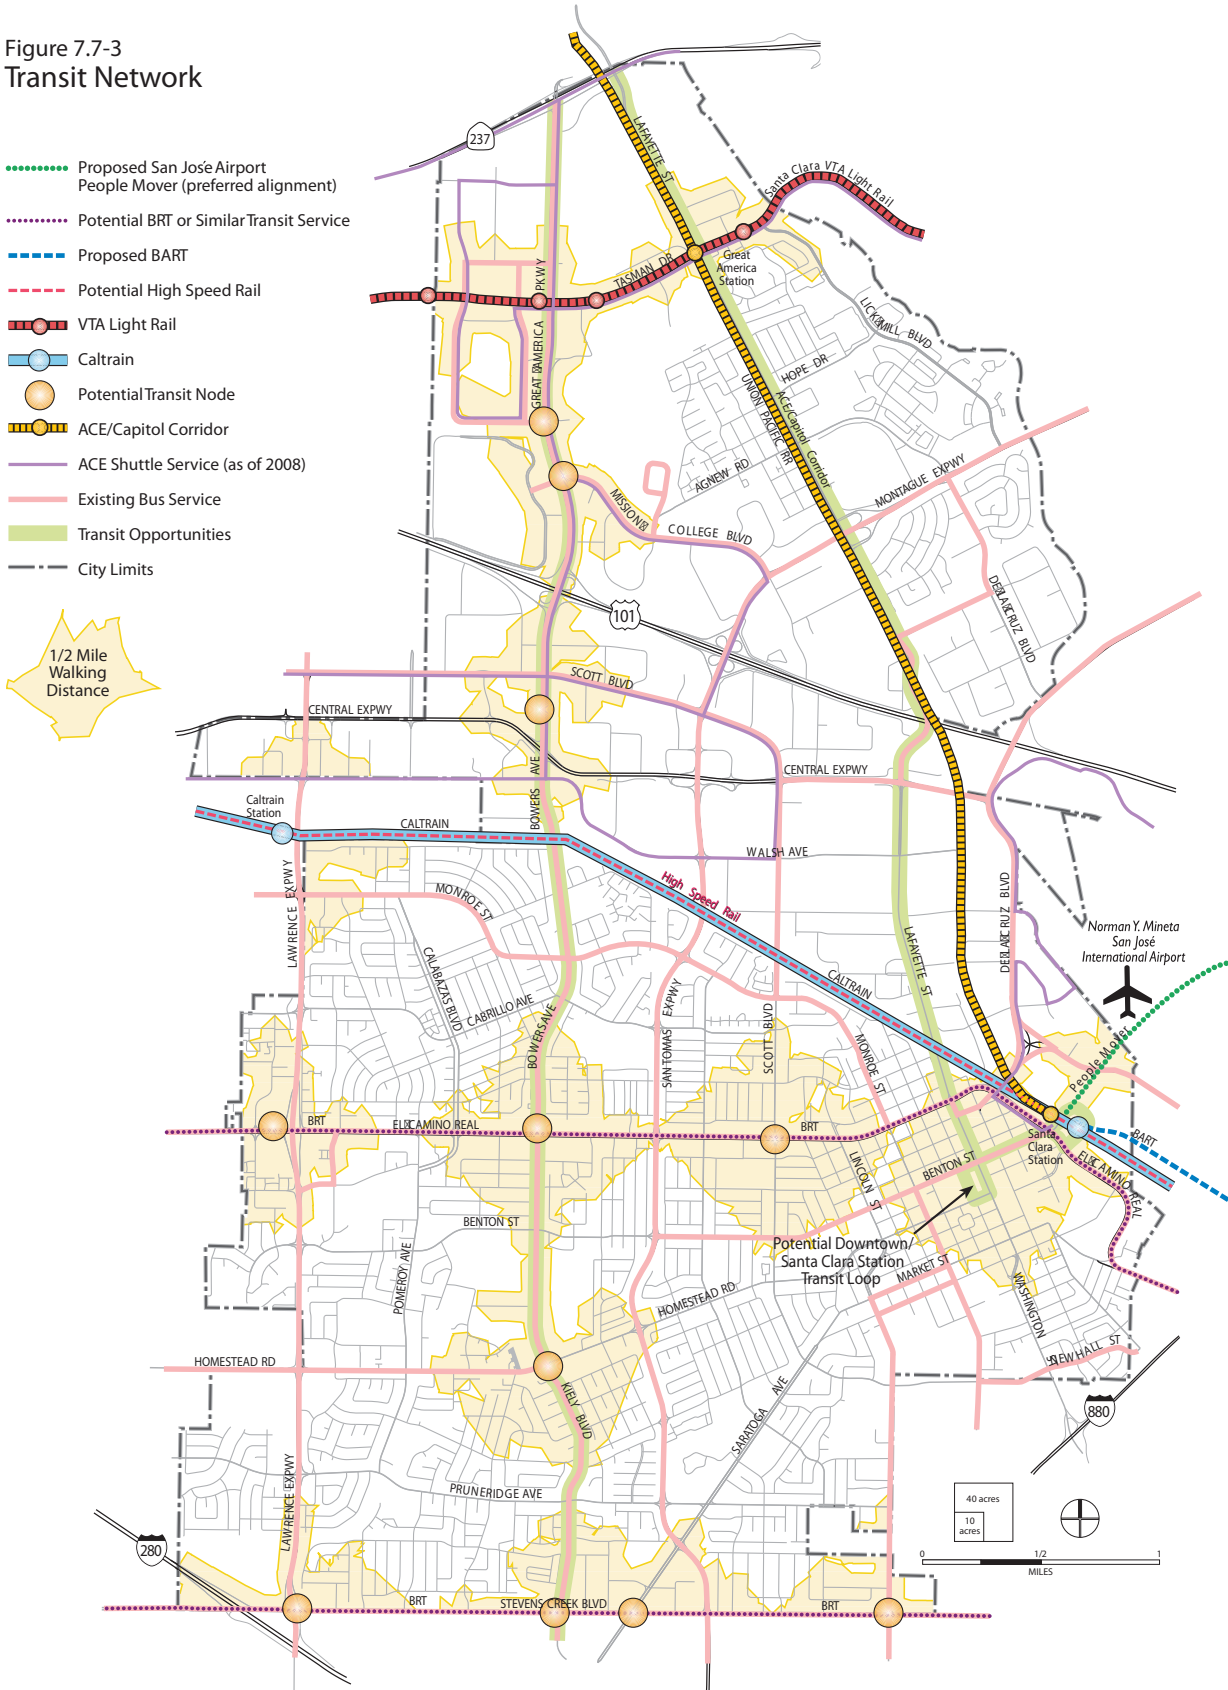 Figure 7.7-3
Transit Network
Proposed San José Airport
People Mover (preferred alignment)
Potential BRT or Similar Transit Service
Proposed BART
Potential High Speed Rail
VTA Light Rail
Caltrain
Potential Transit Node
ACE/Capitol Corridor
ACE Shuttle Service (as of 2008)
Existing Bus Service
Transit Opportunities
City Limits
1/2 Mile
Walking
Distance
237
LAFAYETTE ST
Santa Clara VTA Light Rail
TASMAN DR
Great
America
Station
GREAT AMERICA PKWY
LICK MILL BLVD
HOPE DR
UNION PACIFIC RR
ACE/Capitol Corridor
AGNEW RD
MONTAGUE EXPWY
MISSION
COLLEGE BLVD
101
DE LA CRUZ BLVD
SCOTT BLVD
CENTRAL EXPWY
CENTRAL EXPWY
BOWERS AVE
Caltrain
Station
CALTRAIN
WALSH AVE
High Speed Rail
LAWRENCE EXPWY
MONROE ST
DE LA CRUZ BLVD
LAFAYETTE ST
Norman Y. Mineta
San José
International Airport
CALABAZAS BLVD
CABRILLO AVE
CALTRAIN
BOWERS AVE
SAN TOMAS EXPWY
SCOTT BLVD
MONROE ST
People Mover
BRT
EL CAMINO REAL
BRT
BART
Santa
Clara
Station
EL CAMINO REAL
LINCOLN ST
BENTON ST
BENTON ST
Potential Downtown/
Santa Clara Station
Transit Loop
POMEROY AVE
MARKET ST
WASHINGTON
HOMESTEAD RD
NEWHALL ST
HOMESTEAD RD
KIELY BLVD
SARATOGA AVE
880
LAWRENCE EXPWY
PRUNERIDGE AVE
40 acres
10
acres
280
0 1/2 1
MILES
BRT
STEVENS CREEK BLVD
BRT